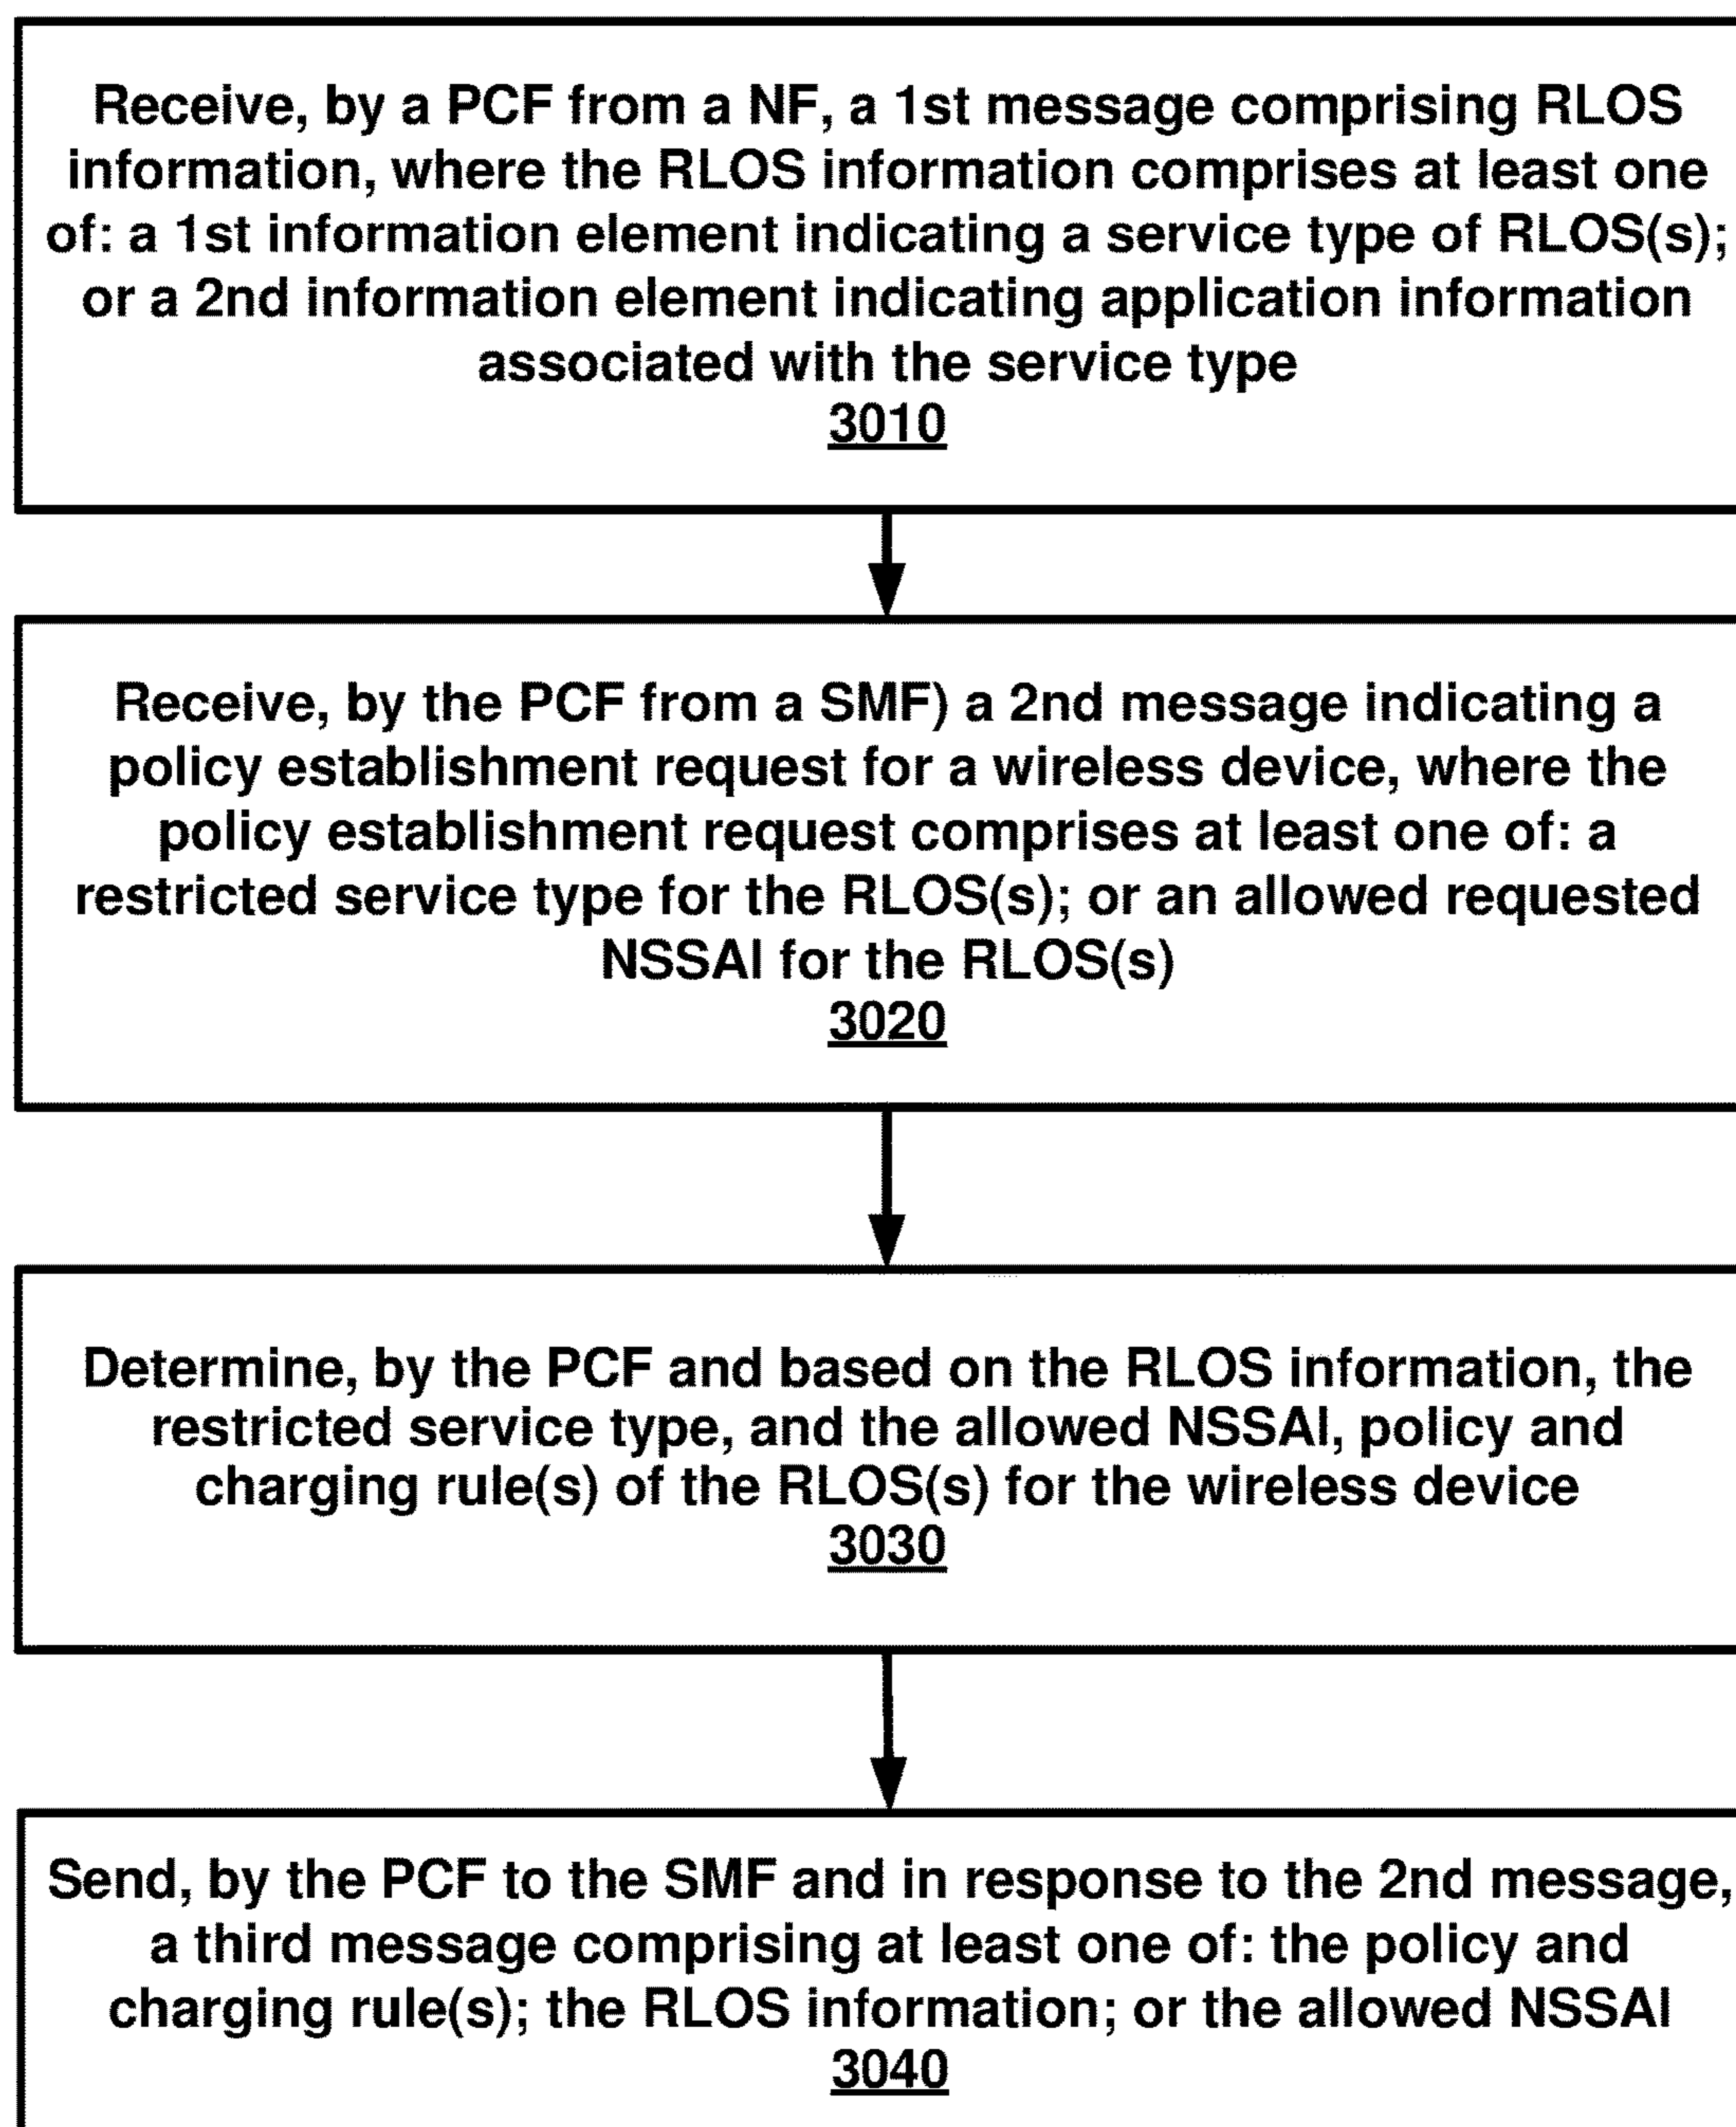 Receive, by a PCF from a NF, a 1st message comprising RLOS
information, where the RLOS information comprises at least one
of: a 1st information element indicating a service type of RLOS(s);
or a 2nd information element indicating application information
associated with the service type
3010
Receive, by the PCF from a SMF) a 2nd message indicating a
policy establishment request for a wireless device, where the
policy establishment request comprises at least one of: a
restricted service type for the RLOS(s); or an allowed requested
NSSAI for the RLOS(s)
3020
Determine, by the PCF and based on the RLOS information, the
restricted service type, and the allowed NSSAI, policy and
charging rule(s) of the RLOS(s) for the wireless device
3030
Send, by the PCF to the SMF and in response to the 2nd message,
a third message comprising at least one of: the policy and
charging rule(s); the RLOS information; or the allowed NSSAI
3040